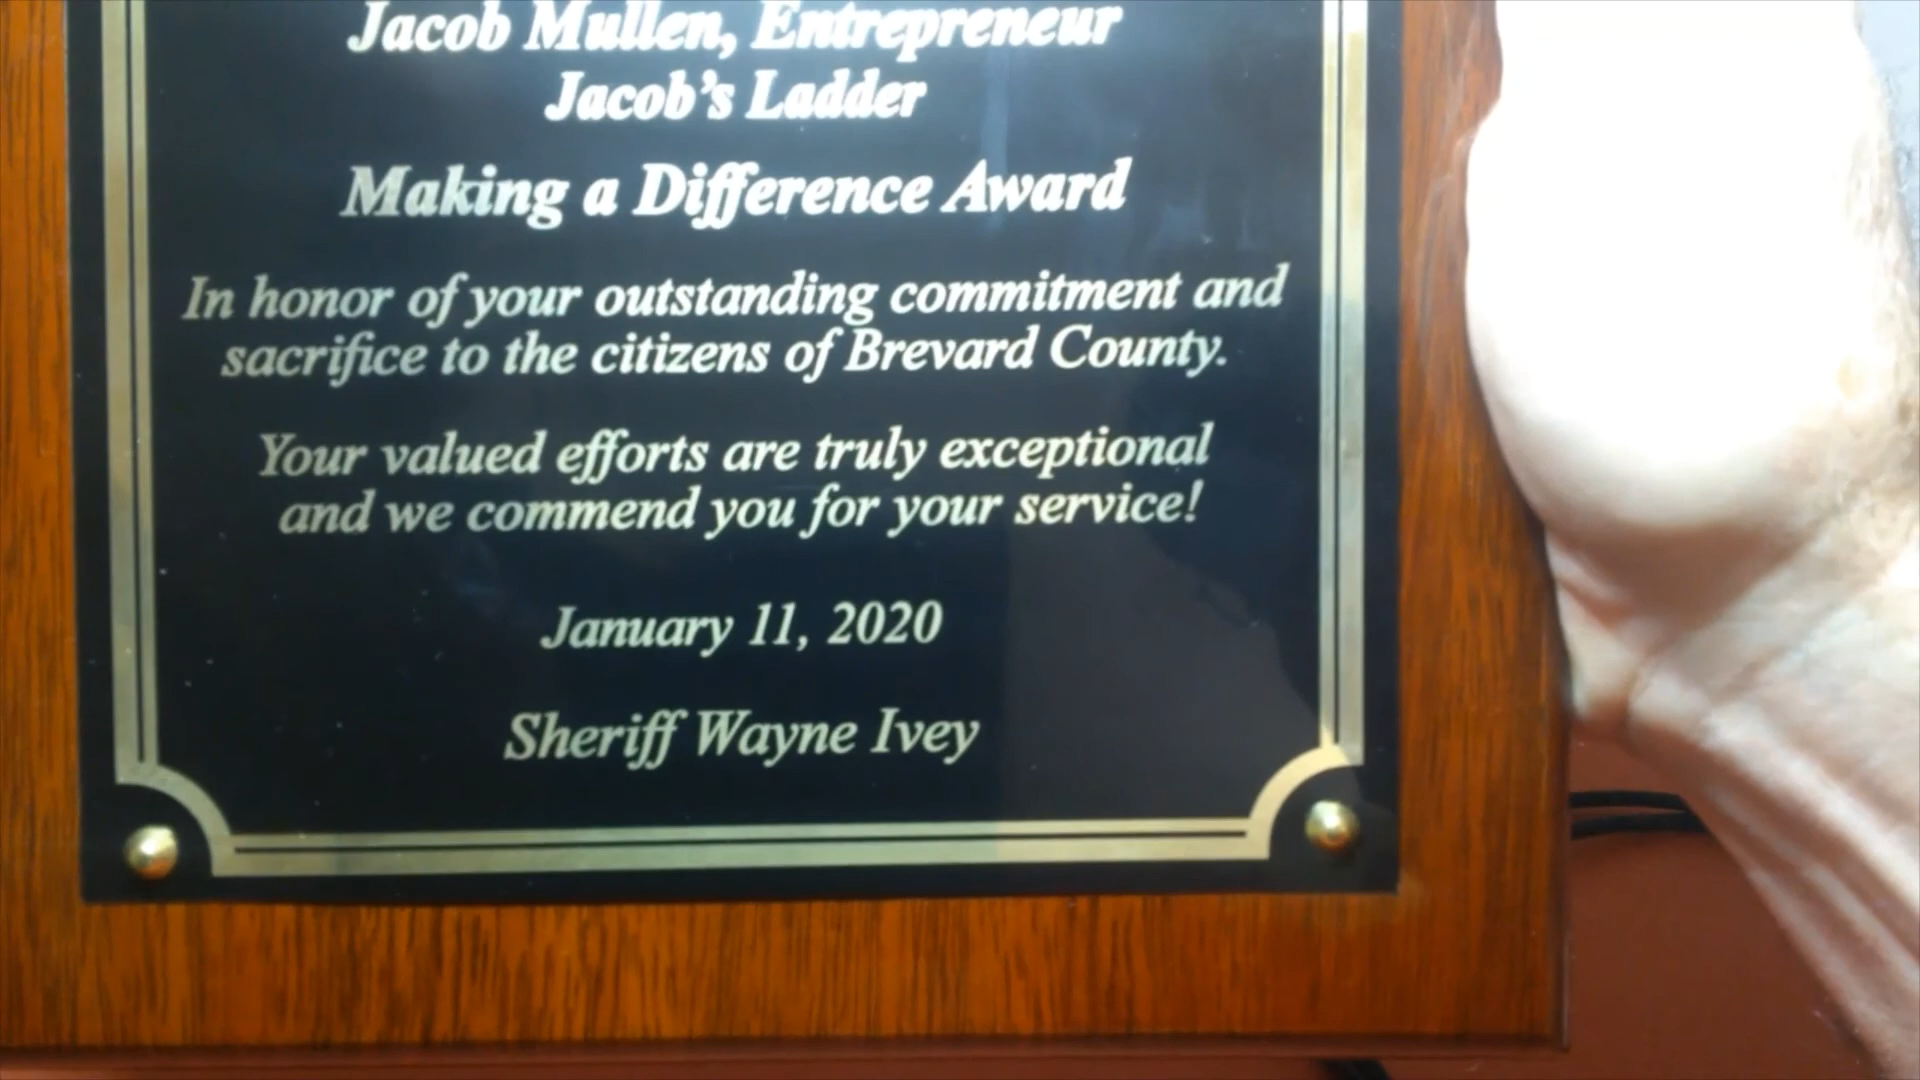 Jacob Mullen, Entrepreneur
Jacob's Ladder
Making a Difference Award
In honor of your outstanding commitment and
sacrifice to the citizens of Brevard County.
Your valued efforts are truly exceptional
and we commend you for your service!
January 11, 2020
Sheriff Wayne Ivey